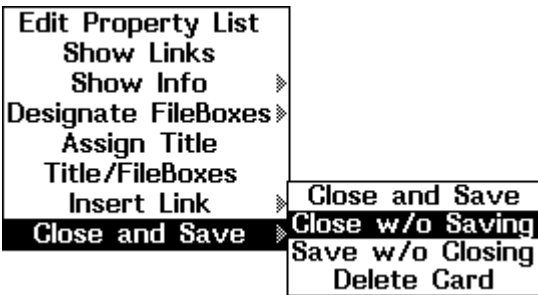 Edit Property List
Show Links
Show Info
Designate FileBoxes
Assign Title
Title/FileBoxes
Insert Link
Close and Save
Close and Save
Close w/o Saving
Save w/o Closing
Delete Card